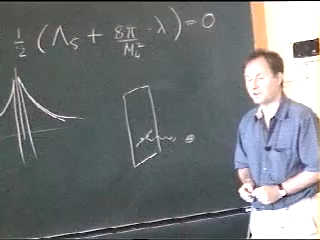 1/2 ( Λ₅ + 8π/M₄² · λ ) = 0